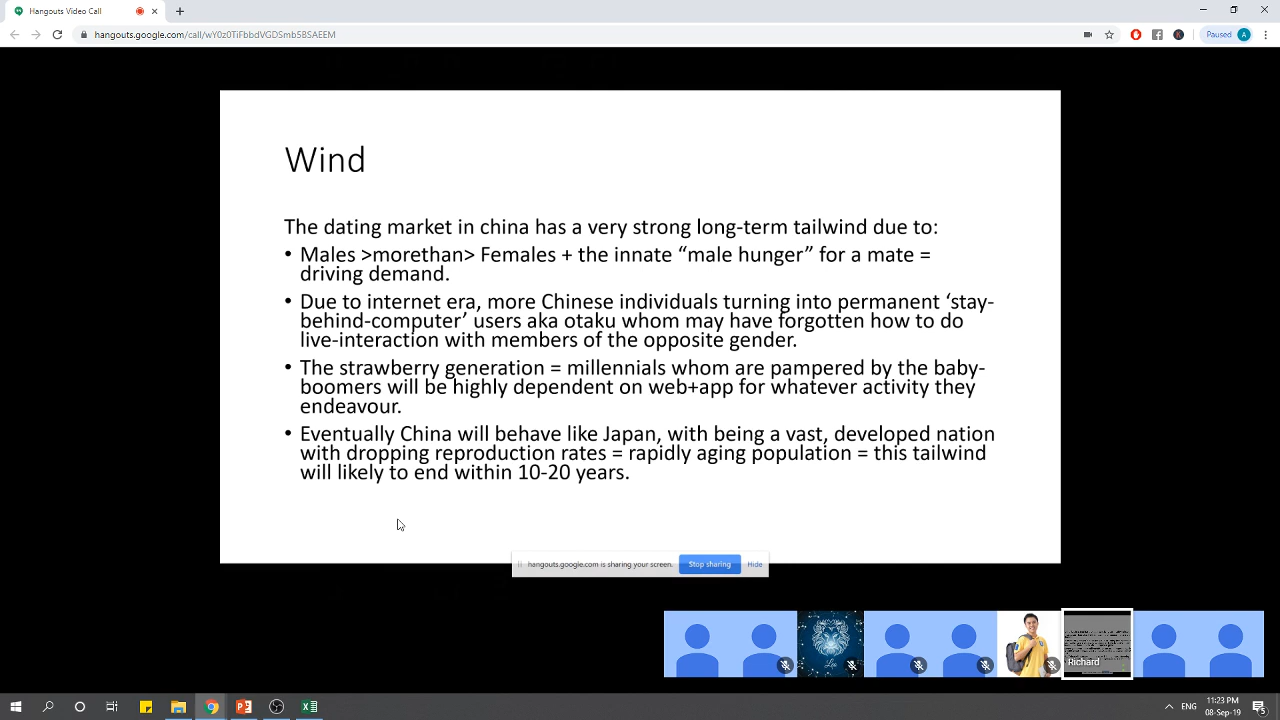 Hangouts Video Call
hangouts.google.com/call/wY0z0TiFbbdVGDSmb5BSAEEM
Paused
A
Wind
The dating market in china has a very strong long-term tailwind due to:
• Males >morethan> Females + the innate “male hunger” for a mate =
driving demand.
• Due to internet era, more Chinese individuals turning into permanent ‘stay-
behind-computer’ users aka otaku whom may have forgotten how to do
live-interaction with members of the opposite gender.
• The strawberry generation = millennials whom are pampered by the baby-
boomers will be highly dependent on web+app for whatever activity they
endeavour.
• Eventually China will behave like Japan, with being a vast, developed nation
with dropping reproduction rates = rapidly aging population = this tailwind
will likely to end within 10-20 years.
hangouts.google.com is sharing your screen.
Stop sharing
Hide
Richard
ENG
11:23 PM
08-Sep-19